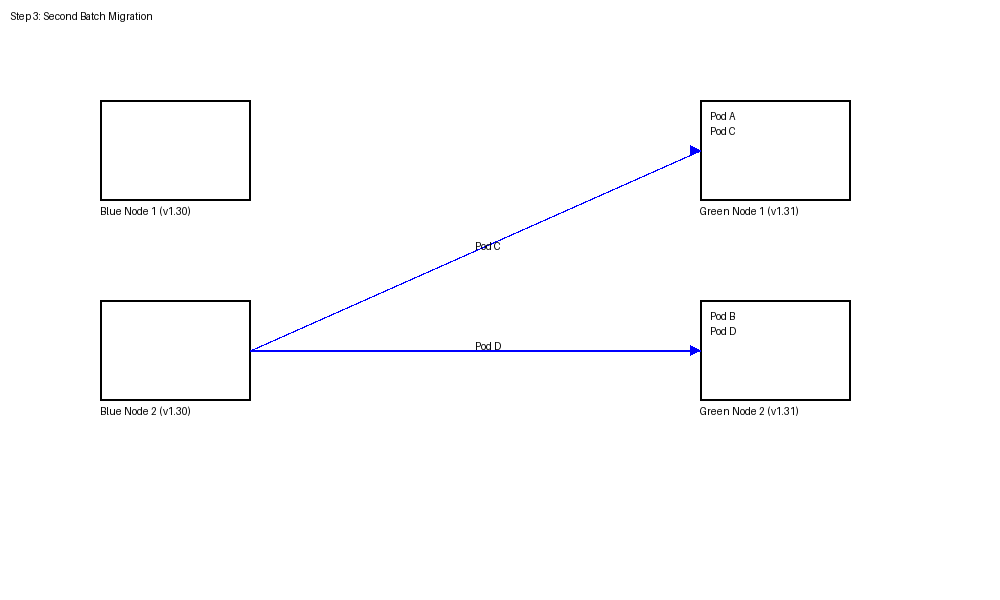 Step 3: Second Batch Migration
Pod A
Pod C
Blue Node 1 (v1.30)
Green Node 1 (v1.31)
Pod C
Pod B
Pod D
Pod D
Blue Node 2 (v1.30)
Green Node 2 (v1.31)